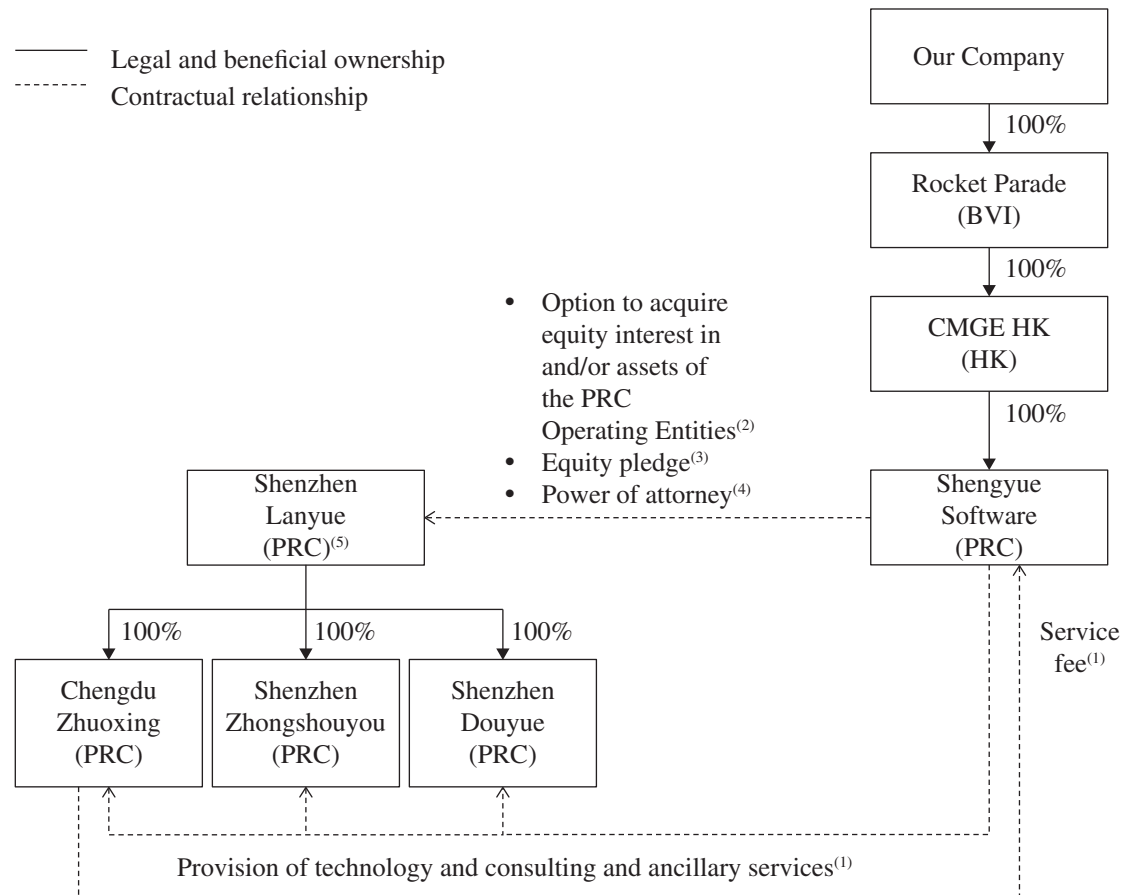 Legal and beneficial ownership
Contractual relationship
Our Company
100%
Rocket Parade
(BVI)
100%
CMGE HK
(HK)
100%
• Option to acquire
equity interest in
and/or assets of
the PRC
Operating Entities(2)
• Equity pledge(3)
• Power of attorney(4)
Shengyue
Software
(PRC)
Shenzhen
Lanyue
(PRC)(5)
100%
100%
100%
Chengdu
Zhuoxing
(PRC)
Shenzhen
Zhongshouyou
(PRC)
Shenzhen
Douyue
(PRC)
Service
fee(1)
Provision of technology and consulting and ancillary services(1)